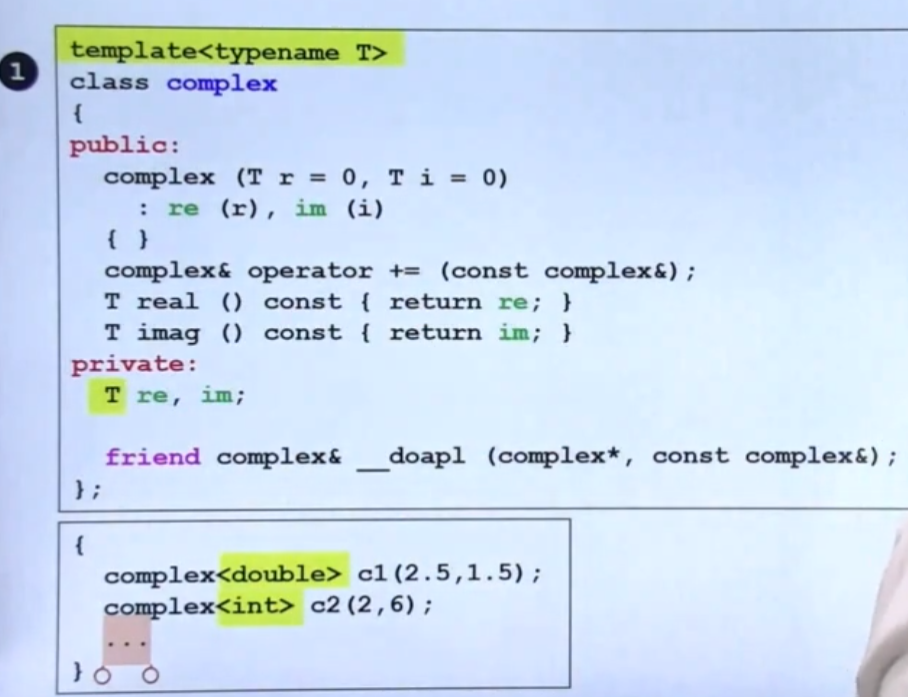 1
template<typename T>
class complex
{
public:
complex (T r = 0, T i = 0)
: re (r), im (i)
{ }
complex& operator += (const complex&);
T real () const { return re; }
T imag () const { return im; }
private:
T re, im;
friend complex& __doapl (complex*, const complex&);
};
{
complex<double> c1(2.5,1.5);
complex<int> c2(2,6);
...
}